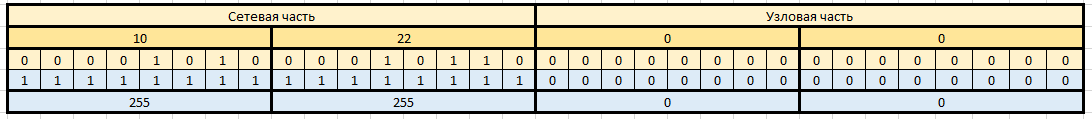 Сетевая часть Узловая часть
10 22 0 0
0 0 0 0 1 0 1 0 0 0 0 1 0 1 1 0 0 0 0 0 0 0 0 0 0 0 0 0 0 0 0 0
1 1 1 1 1 1 1 1 1 1 1 1 1 1 1 1 0 0 0 0 0 0 0 0 0 0 0 0 0 0 0 0
255 255 0 0